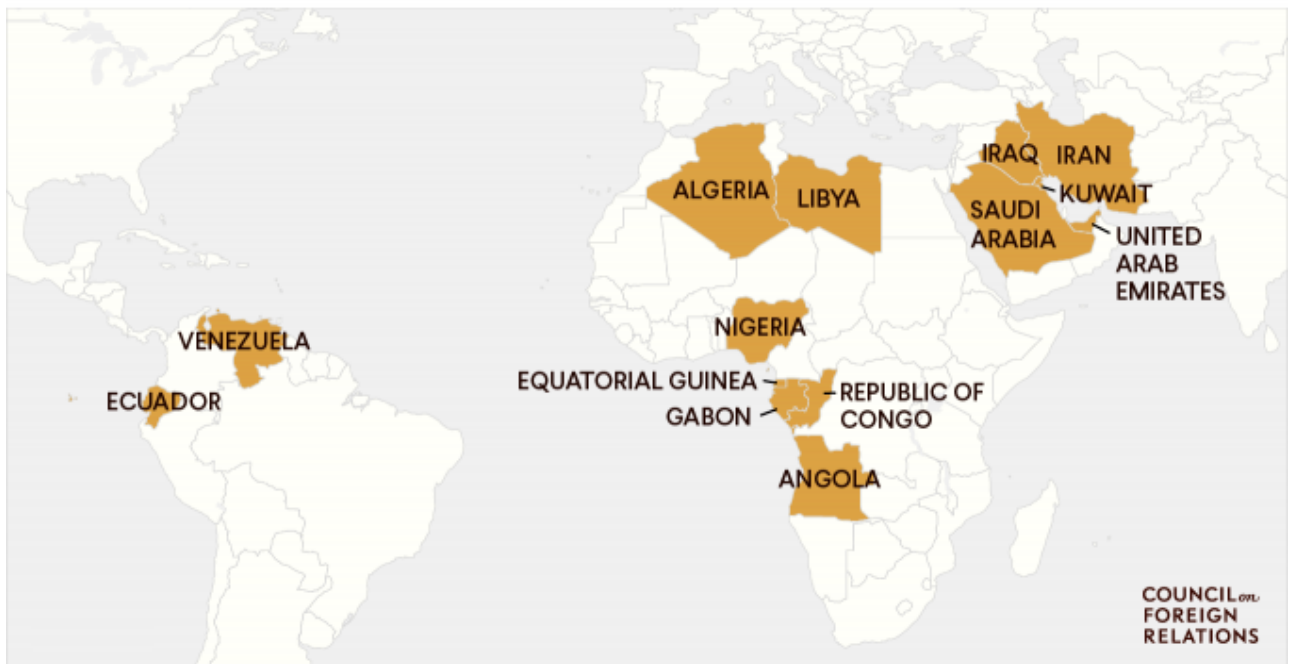 IRAQ
IRAN
ALGERIA
LIBYA
KUWAIT
SAUDI
ARABIA
UNITED
ARAB
EMIRATES
NIGERIA
VENEZUELA
EQUATORIAL GUINEA
REPUBLIC OF
CONGO
ECUADOR
GABON
ANGOLA
COUNCIL on
FOREIGN
RELATIONS